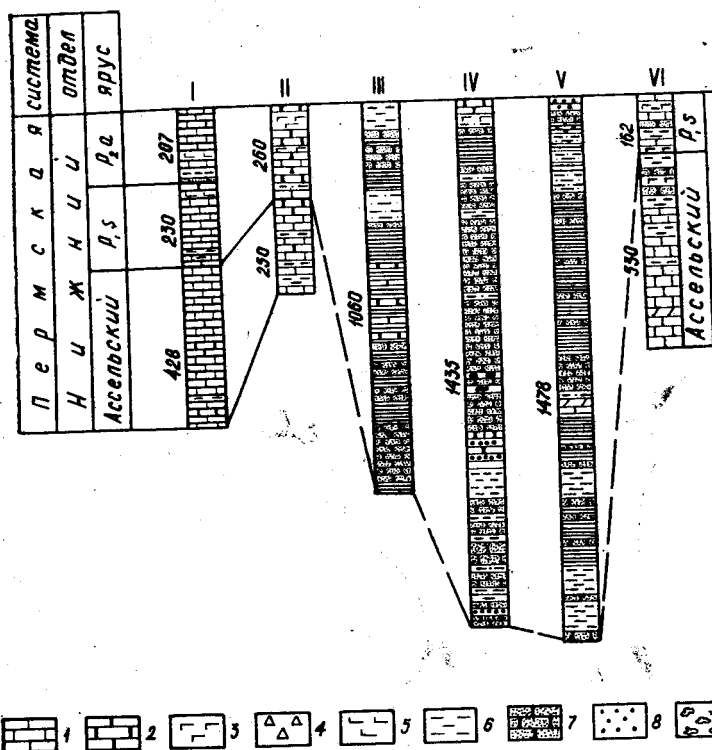 Пермская система
Нижний отдел
ярус
I II III IV V VI
P₂a
P₁s
Ассельский
207
230
428
260
250
1060
1435
1478
162
550
P₁s
Ассельский
1 2 3 4 5 6 7 8